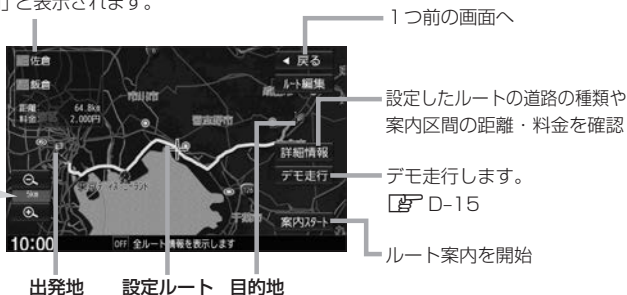 」と表示されます。
1つ前の画面へ
佐倉
飯倉
距離 64.8km
料金 2,000円
戻る
ルート編集
市川市
設定したルートの道路の種類や
案内区間の距離・料金を確認
詳細情報
デモ走行
デモ走行します。
D-15
5km
案内スタート
ルート案内を開始
10:00
OFF 全ルート情報を表示します
出発地
設定ルート
目的地